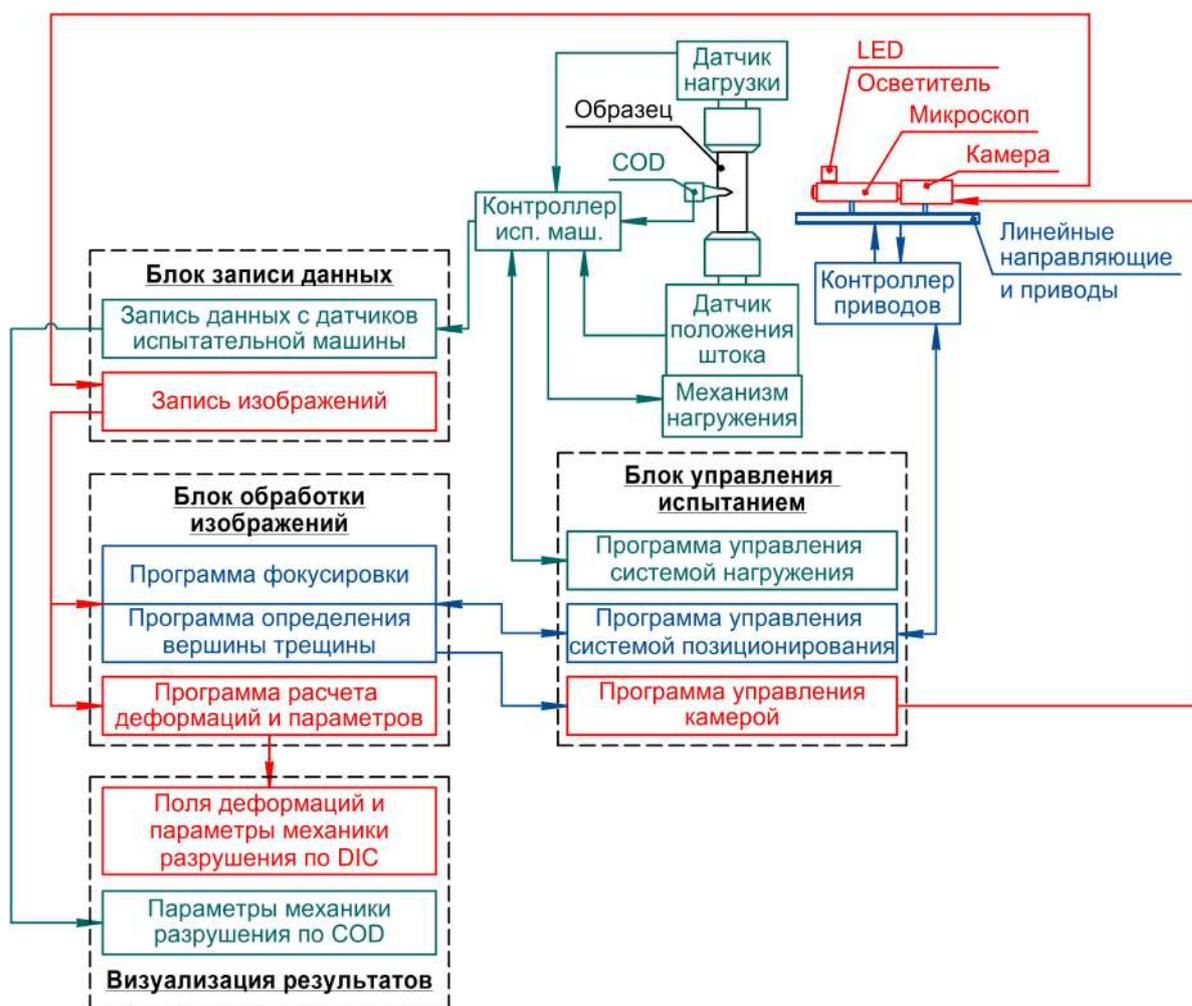 Датчик
нагрузки
LED
Осветитель
Микроскоп
Камера
Образец
COD
Контроллер
исп. маш.
Линейные
направляющие
и приводы
Контроллер
приводов
Датчик
положения
штока
Механизм
нагружения
Блок записи данных
Запись данных с датчиков
испытательной машины
Запись изображений
Блок обработки
изображений
Программа фокусировки
Программа определения
вершины трещины
Программа расчета
деформаций и параметров
Блок управления
испытанием
Программа управления
системой нагружения
Программа управления
системой позиционирования
Программа управления
камерой
Поля деформаций и
параметры механики
разрушения по DIC
Параметры механики
разрушения по COD
Визуализация результатов